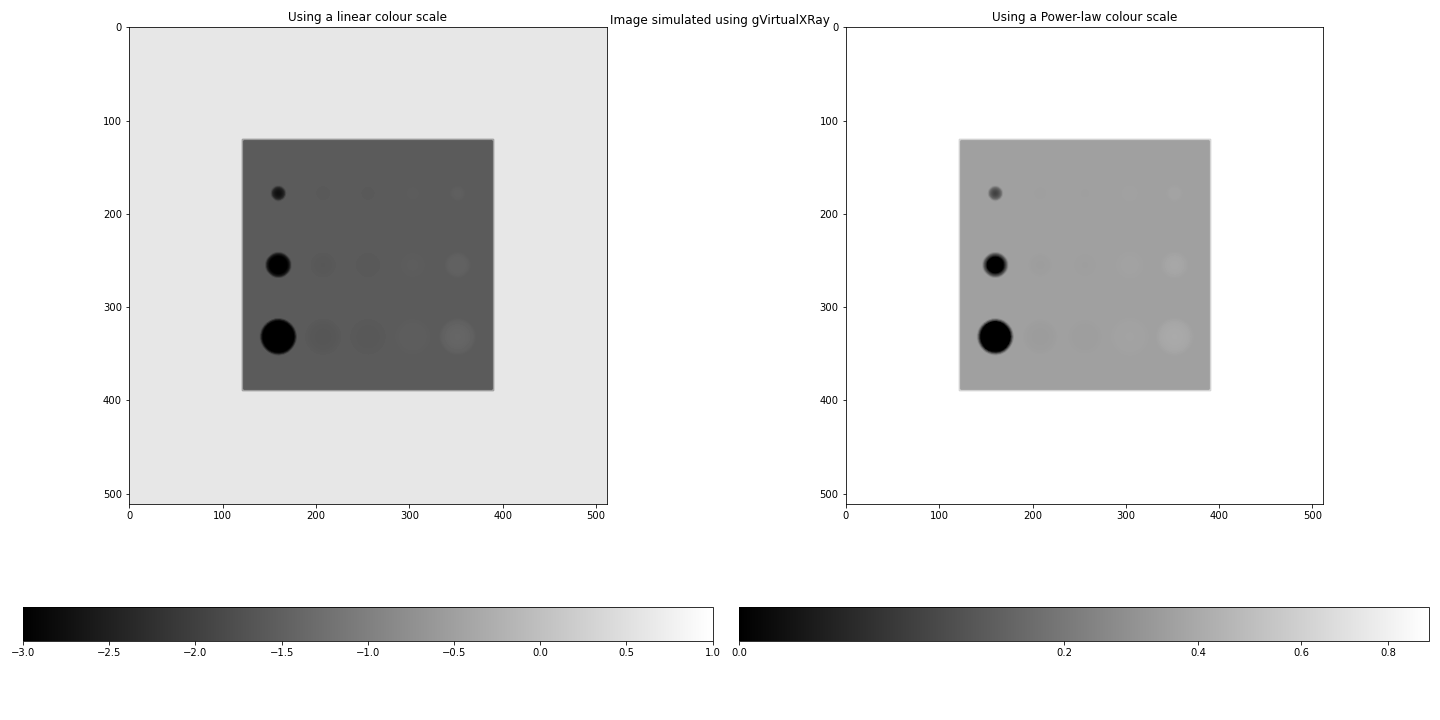 Image simulated using gVirtualXRay
Using a linear colour scale
0
100
200
300
400
500
0 100 200 300 400 500
−3.0 −2.5 −2.0 −1.5 −1.0 −0.5 0.0 0.5 1.0
Using a Power-law colour scale
0
100
200
300
400
500
0 100 200 300 400 500
0.0 0.2 0.4 0.6 0.8